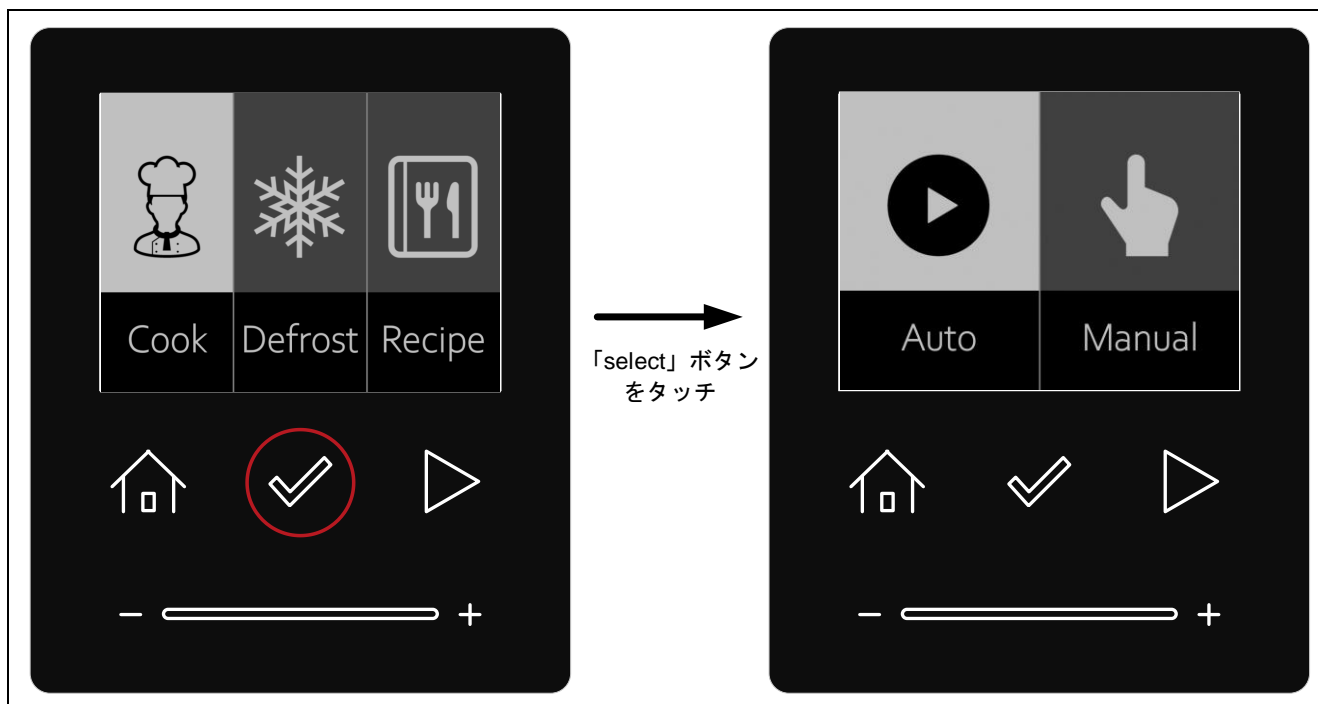 Cook Defrost Recipe
「select」ボタン
をタッチ
Auto Manual
− +
− +